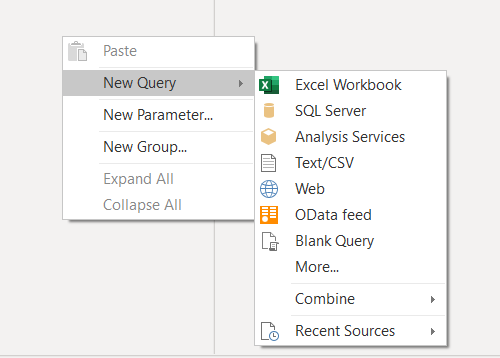 Paste
New Query
New Parameter...
New Group...
Expand All
Collapse All
Excel Workbook
SQL Server
Analysis Services
Text/CSV
Web
OData feed
Blank Query
More...
Combine
Recent Sources